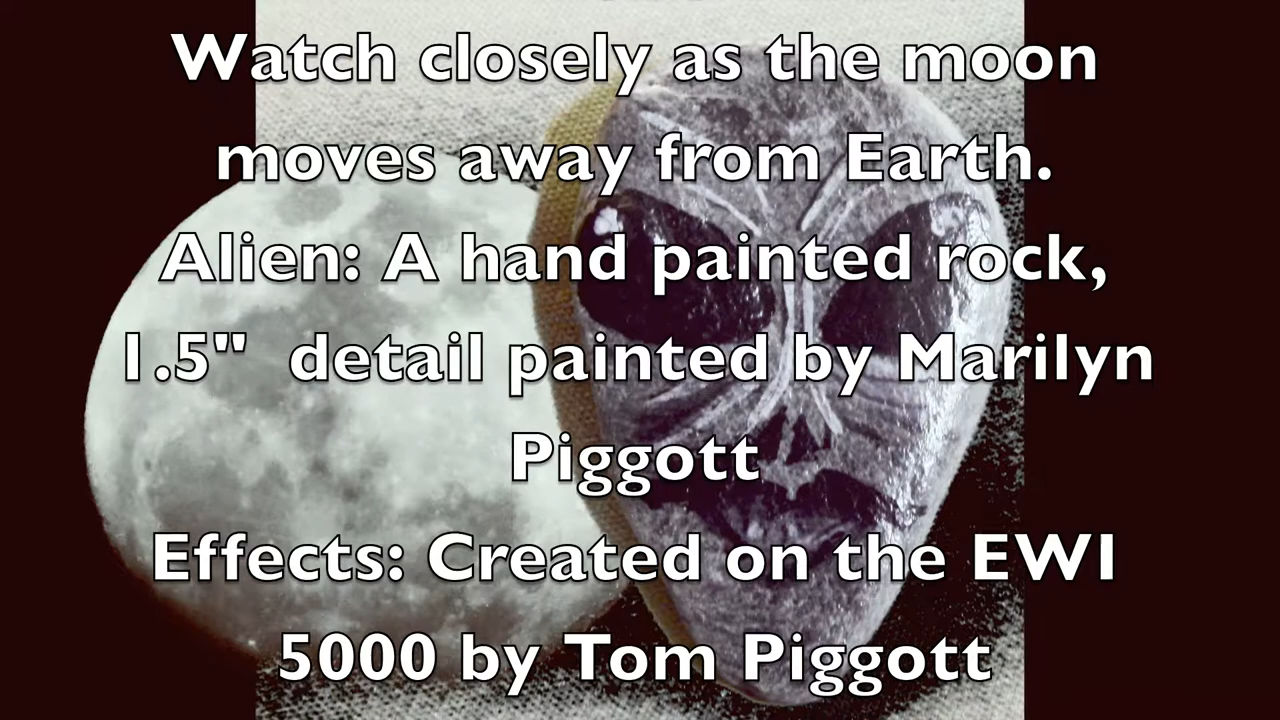 Watch closely as the moon
moves away from Earth.
Alien: A hand painted rock,
1.5"  detail painted by Marilyn
Piggott
Effects: Created on the EWI
5000 by Tom Piggott